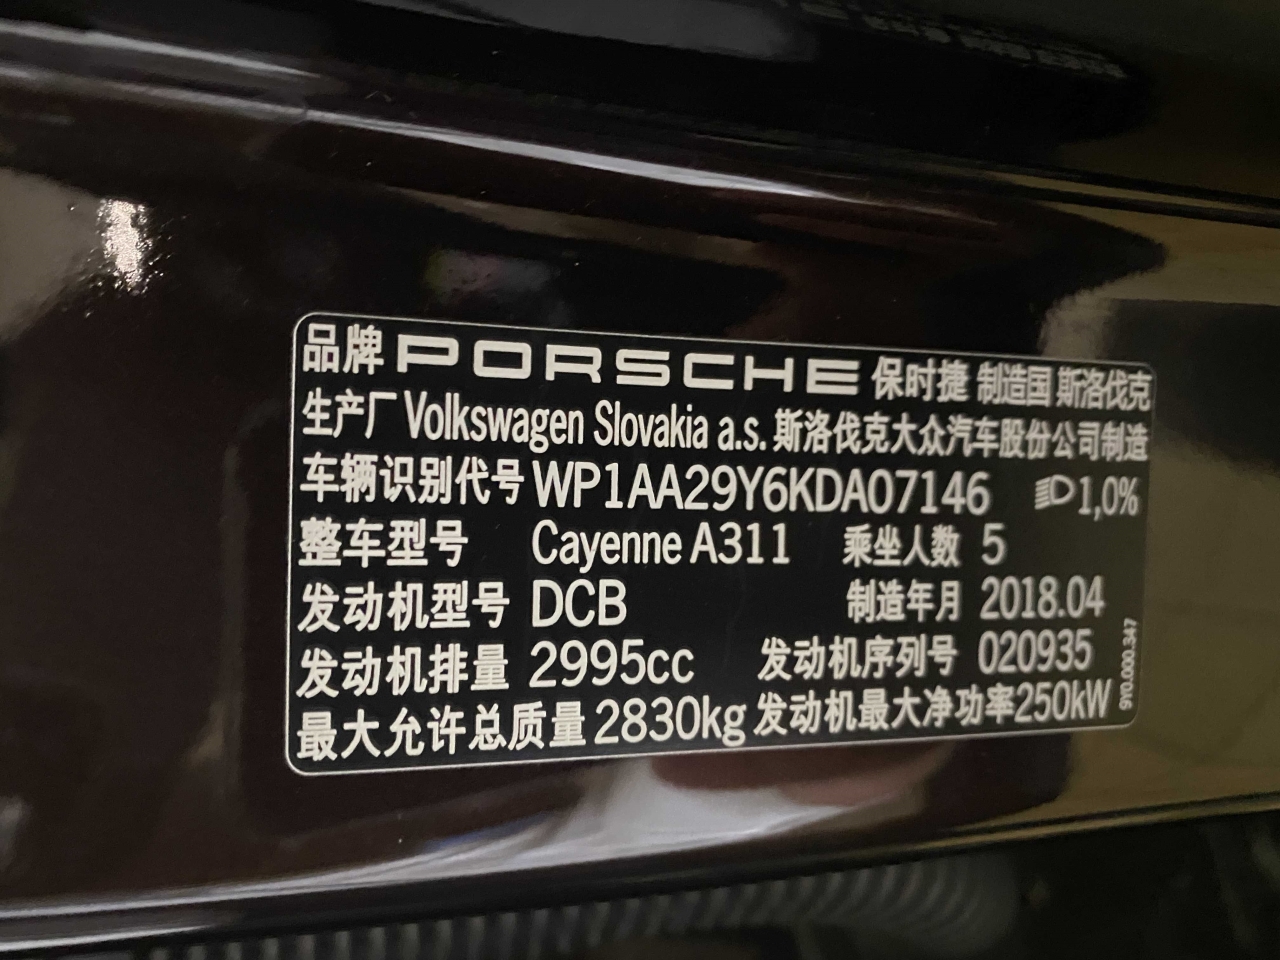 品牌 PORSCHE 保时捷 制造国 斯洛伐克
生产厂 Volkswagen Slovakia a.s. 斯洛伐克大众汽车股份公司制造
车辆识别代号 WP1AA29Y6KDA07146 1,0%
整车型号 Cayenne A311 乘坐人数 5
发动机型号 DCB 制造年月 2018.04
发动机排量 2995cc 发动机序列号 020935
最大允许总质量 2830kg 发动机最大净功率 250kW
9Y0.000.347